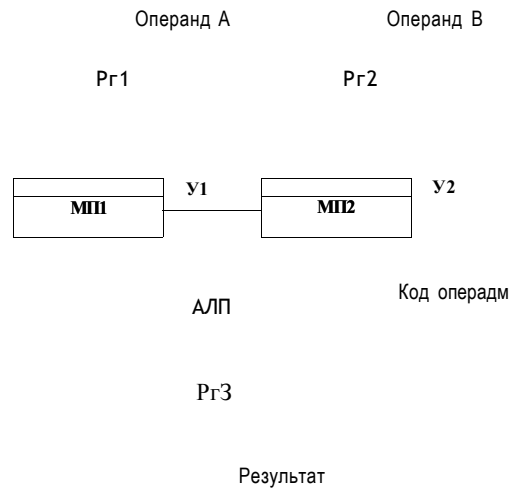 Операнд А Операнд В
Рг1 Рг2
МП1 У1 МП2 У2
Код операдм
АЛП
Рг3
Результат